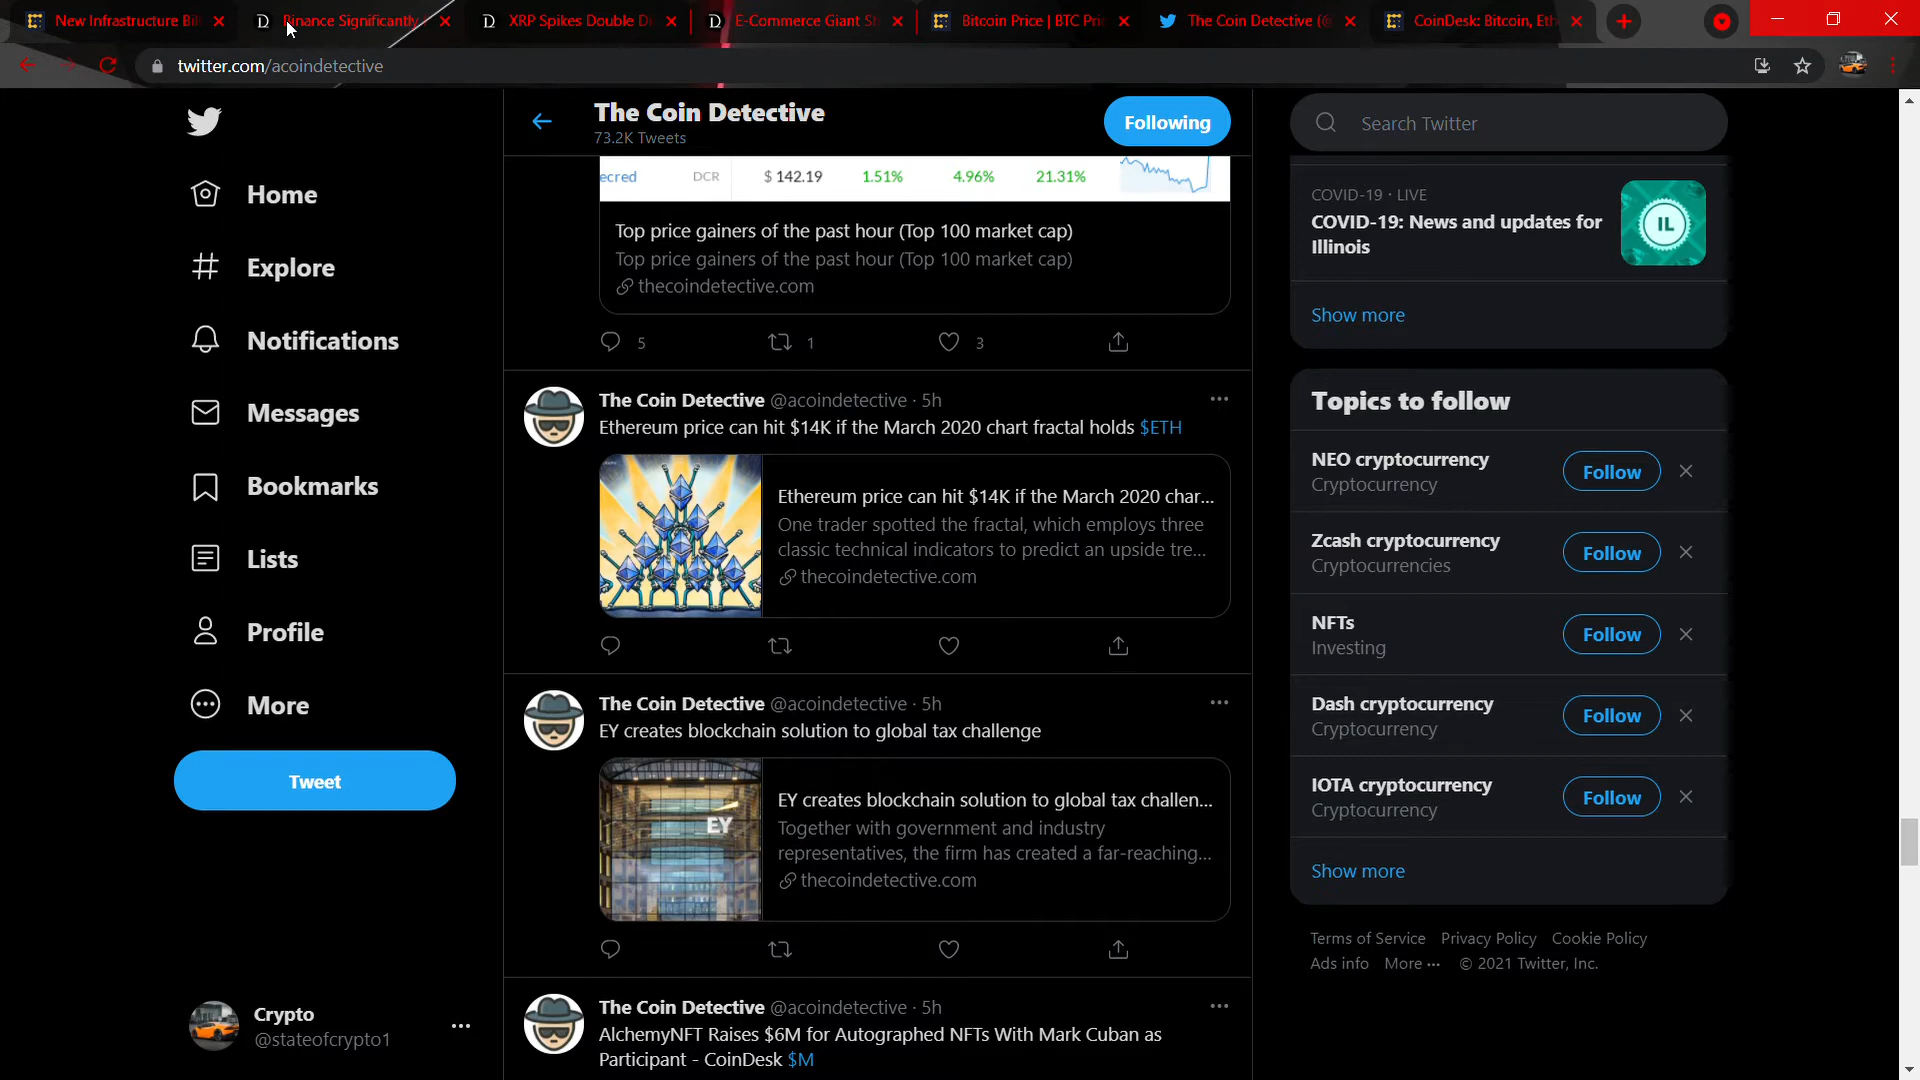 New Infrastructure Bil
Binance Significantly
XRP Spikes Double Di
E-Commerce Giant Sh
Bitcoin Price | BTC Pri
The Coin Detective (@
CoinDesk: Bitcoin, Eth
twitter.com/acoindetective
Home
Explore
Notifications
Messages
Bookmarks
Lists
Profile
More
Tweet
Crypto
@stateofcrypto1
The Coin Detective
73.2K Tweets
Following
ecred DCR $ 142.19 1.51% 4.96% 21.31%
Top price gainers of the past hour (Top 100 market cap)
Top price gainers of the past hour (Top 100 market cap)
thecoindetective.com
5 1 3
The Coin Detective @acoindetective · 5h
Ethereum price can hit $14K if the March 2020 chart fractal holds $ETH
Ethereum price can hit $14K if the March 2020 char...
One trader spotted the fractal, which employs three
classic technical indicators to predict an upside tre...
thecoindetective.com
The Coin Detective @acoindetective · 5h
EY creates blockchain solution to global tax challenge
EY
EY creates blockchain solution to global tax challen...
Together with government and industry
representatives, the firm has created a far-reaching...
thecoindetective.com
The Coin Detective @acoindetective · 5h
AlchemyNFT Raises $6M for Autographed NFTs With Mark Cuban as
Participant - CoinDesk $M
Search Twitter
COVID-19 · LIVE
COVID-19: News and updates for
Illinois
IL
Show more
Topics to follow
NEO cryptocurrency
Cryptocurrency
Follow
Zcash cryptocurrency
Cryptocurrencies
Follow
NFTs
Investing
Follow
Dash cryptocurrency
Cryptocurrency
Follow
IOTA cryptocurrency
Cryptocurrency
Follow
Show more
Terms of Service Privacy Policy Cookie Policy
Ads info More ··· © 2021 Twitter, Inc.